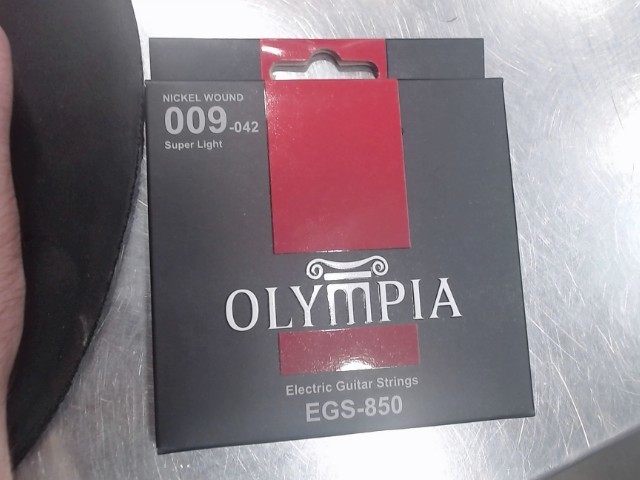 NICKEL WOUND
009-042
Super Light
OLYMPIA
Electric Guitar Strings
EGS-850